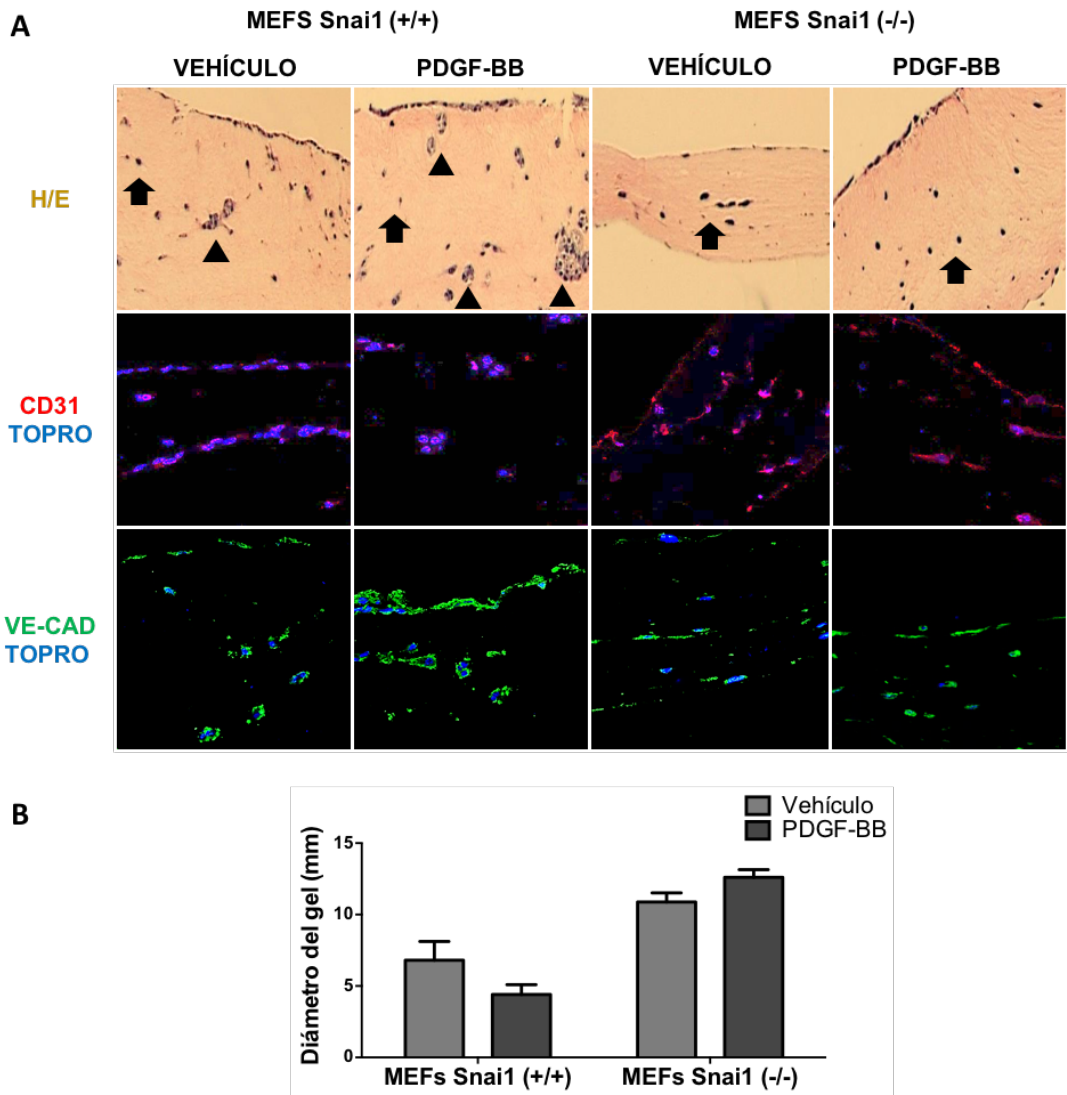 A
MEFS Snai1 (+/+)
MEFS Snai1 (-/-)
VEHÍCULO
PDGF-BB
VEHÍCULO
PDGF-BB
H/E
CD31
TOPRO
VE-CAD
TOPRO
B
Vehículo
PDGF-BB
Diámetro del gel (mm)
15
10
5
0
MEFs Snai1 (+/+)
MEFs Snai1 (-/-)